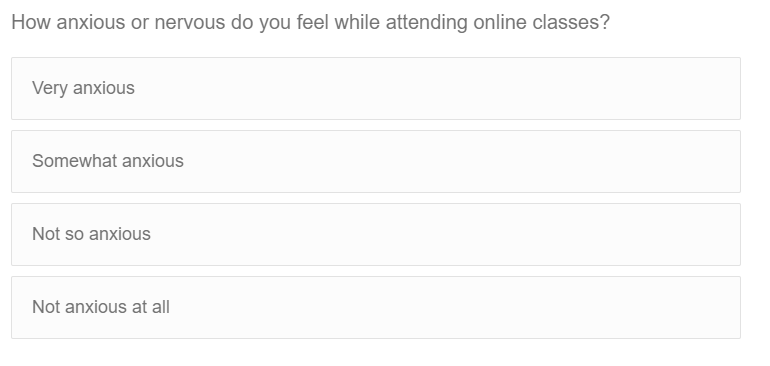 How anxious or nervous do you feel while attending online classes?
Very anxious
Somewhat anxious
Not so anxious
Not anxious at all